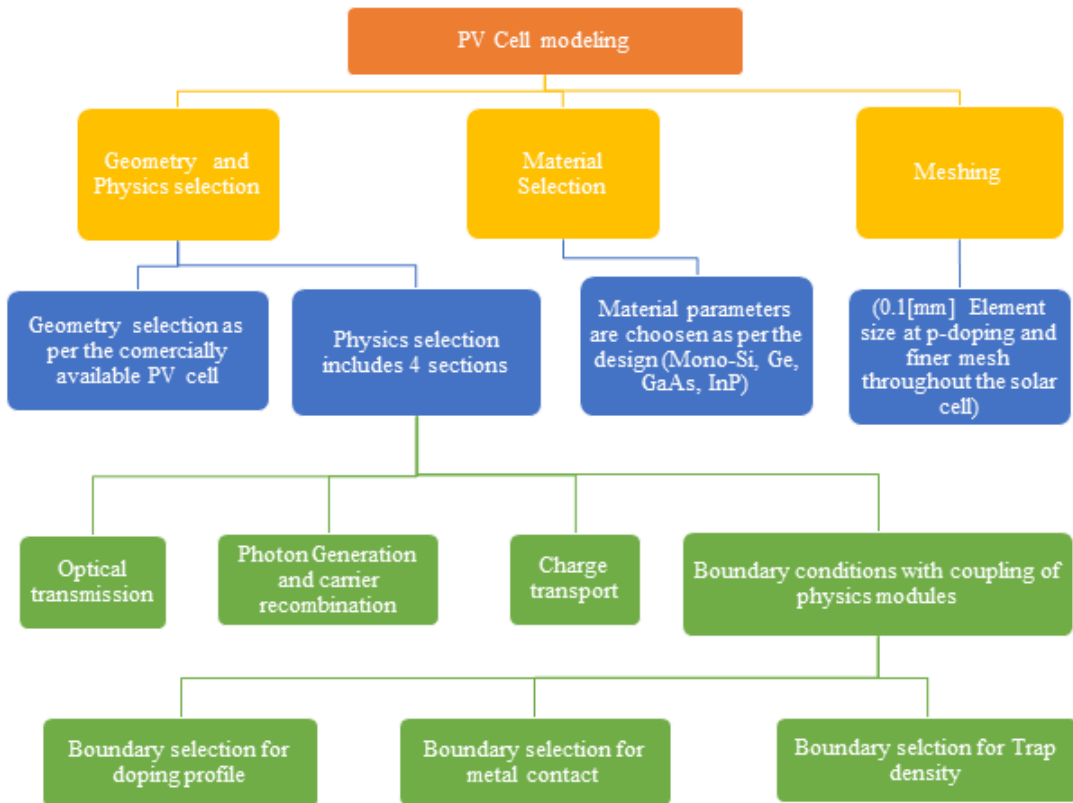 PV Cell modeling
Geometry and
Physics selection
Material
Selection
Meshing
Geometry selection as
per the comercially
available PV cell
Physics selection
includes 4 sections
Material parameters
are choosen as per the
design (Mono-Si, Ge,
GaAs, InP)
(0.1[mm] Element
size at p-doping and
finer mesh
throughout the solar
cell)
Optical
transmission
Photon Generation
and carrier
recombination
Charge
transport
Boundary conditions with coupling of
physics modules
Boundary selection for
doping profile
Boundary selection for
metal contact
Boundary selction for Trap
density